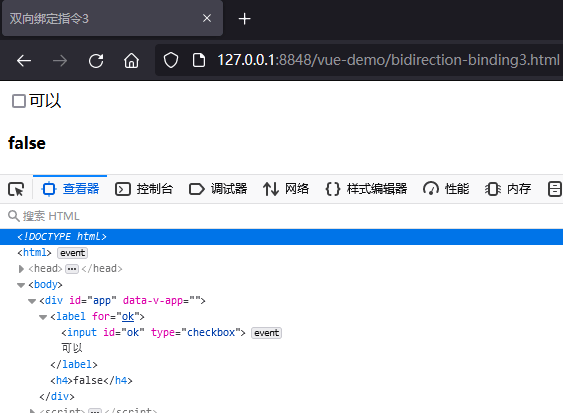 双向绑定指令3
127.0.0.1:8848/vue-demo/bidirection-binding3.html
可以
false
查看器 控制台 调试器 网络 {} 样式编辑器 性能 内存
搜索 HTML
<!DOCTYPE html>
<html> event
<head> ••• </head>
<body>
<div id="app" data-v-app="">
<label for="ok">
<input id="ok" type="checkbox"> event
可以
</label>
<h4>false</h4>
</div>
<script> ••• </script>